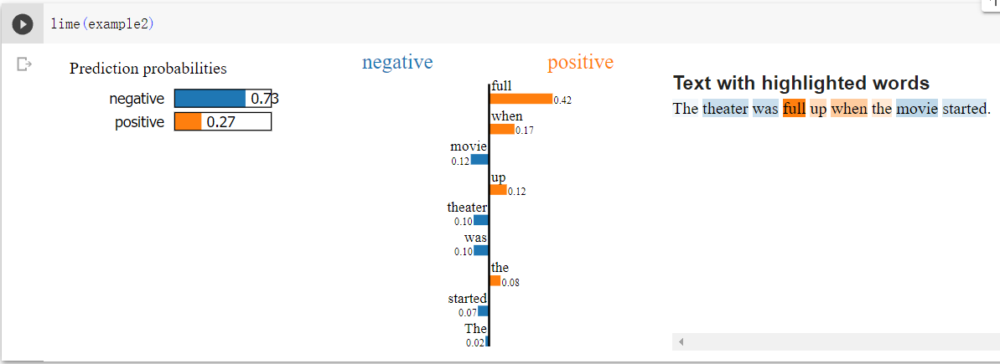 lime(example2)
Prediction probabilities
negative 0.73
positive 0.27
negative positive
full
0.42
when
0.17
movie
0.12
up
0.12
theater
0.10
was
0.10
the
0.08
started
0.07
The
0.02
Text with highlighted words
The theater was full up when the movie started.